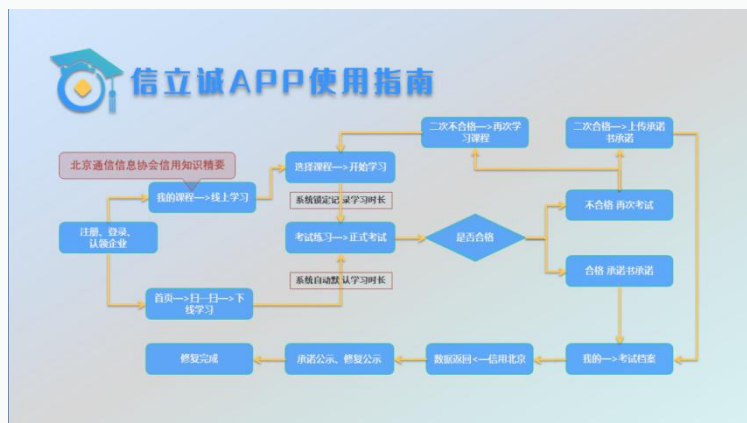 信立诚APP使用指南
二次不合格—>再次学
习课程
二次合格—>上传承诺
书承诺
北京通信信息协会信用知识精要
选择课程—>开始学习
我的课程—>线上学习
系统锁定记录学习时长
不合格 再次考试
注册、登录、
认领企业
考试练习—>正式考试
是否合格
合格 承诺书承诺
系统自动默认学习时长
首页—>扫一扫—>下
线学习
修复完成
承诺公示、修复公示
数据返回<—信用北京
我的—>考试档案